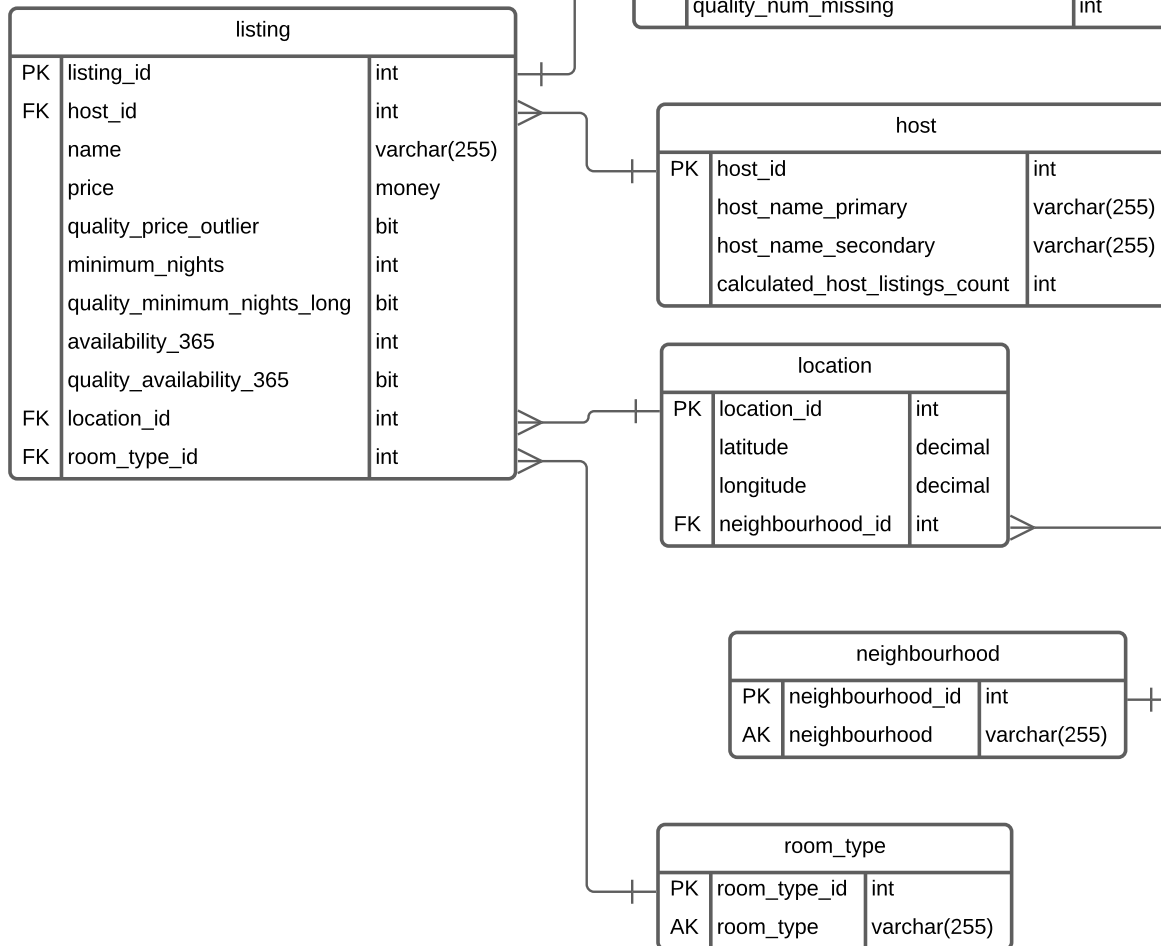 quality_num_missing int
listing
PK listing_id int
FK host_id int
name varchar(255)
price money
quality_price_outlier bit
minimum_nights int
quality_minimum_nights_long bit
availability_365 int
quality_availability_365 bit
FK location_id int
FK room_type_id int
host
PK host_id int
host_name_primary varchar(255)
host_name_secondary varchar(255)
calculated_host_listings_count int
location
PK location_id int
latitude decimal
longitude decimal
FK neighbourhood_id int
neighbourhood
PK neighbourhood_id int
AK neighbourhood varchar(255)
room_type
PK room_type_id int
AK room_type varchar(255)